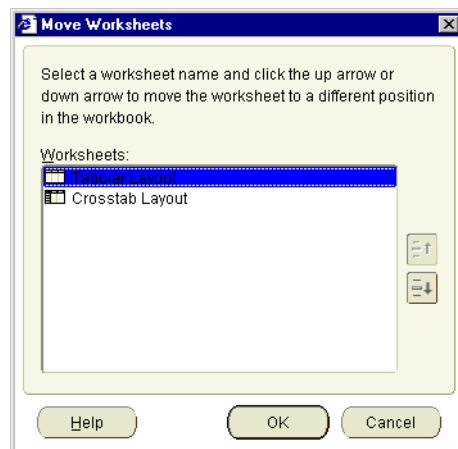 Move Worksheets
Select a worksheet name and click the up arrow or
down arrow to move the worksheet to a different position
in the workbook.
Worksheets:
Tabular Layout
Crosstab Layout
Help
OK
Cancel